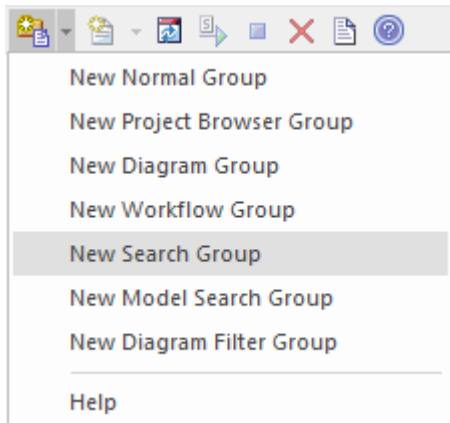 New Normal Group
New Project Browser Group
New Diagram Group
New Workflow Group
New Search Group
New Model Search Group
New Diagram Filter Group
Help